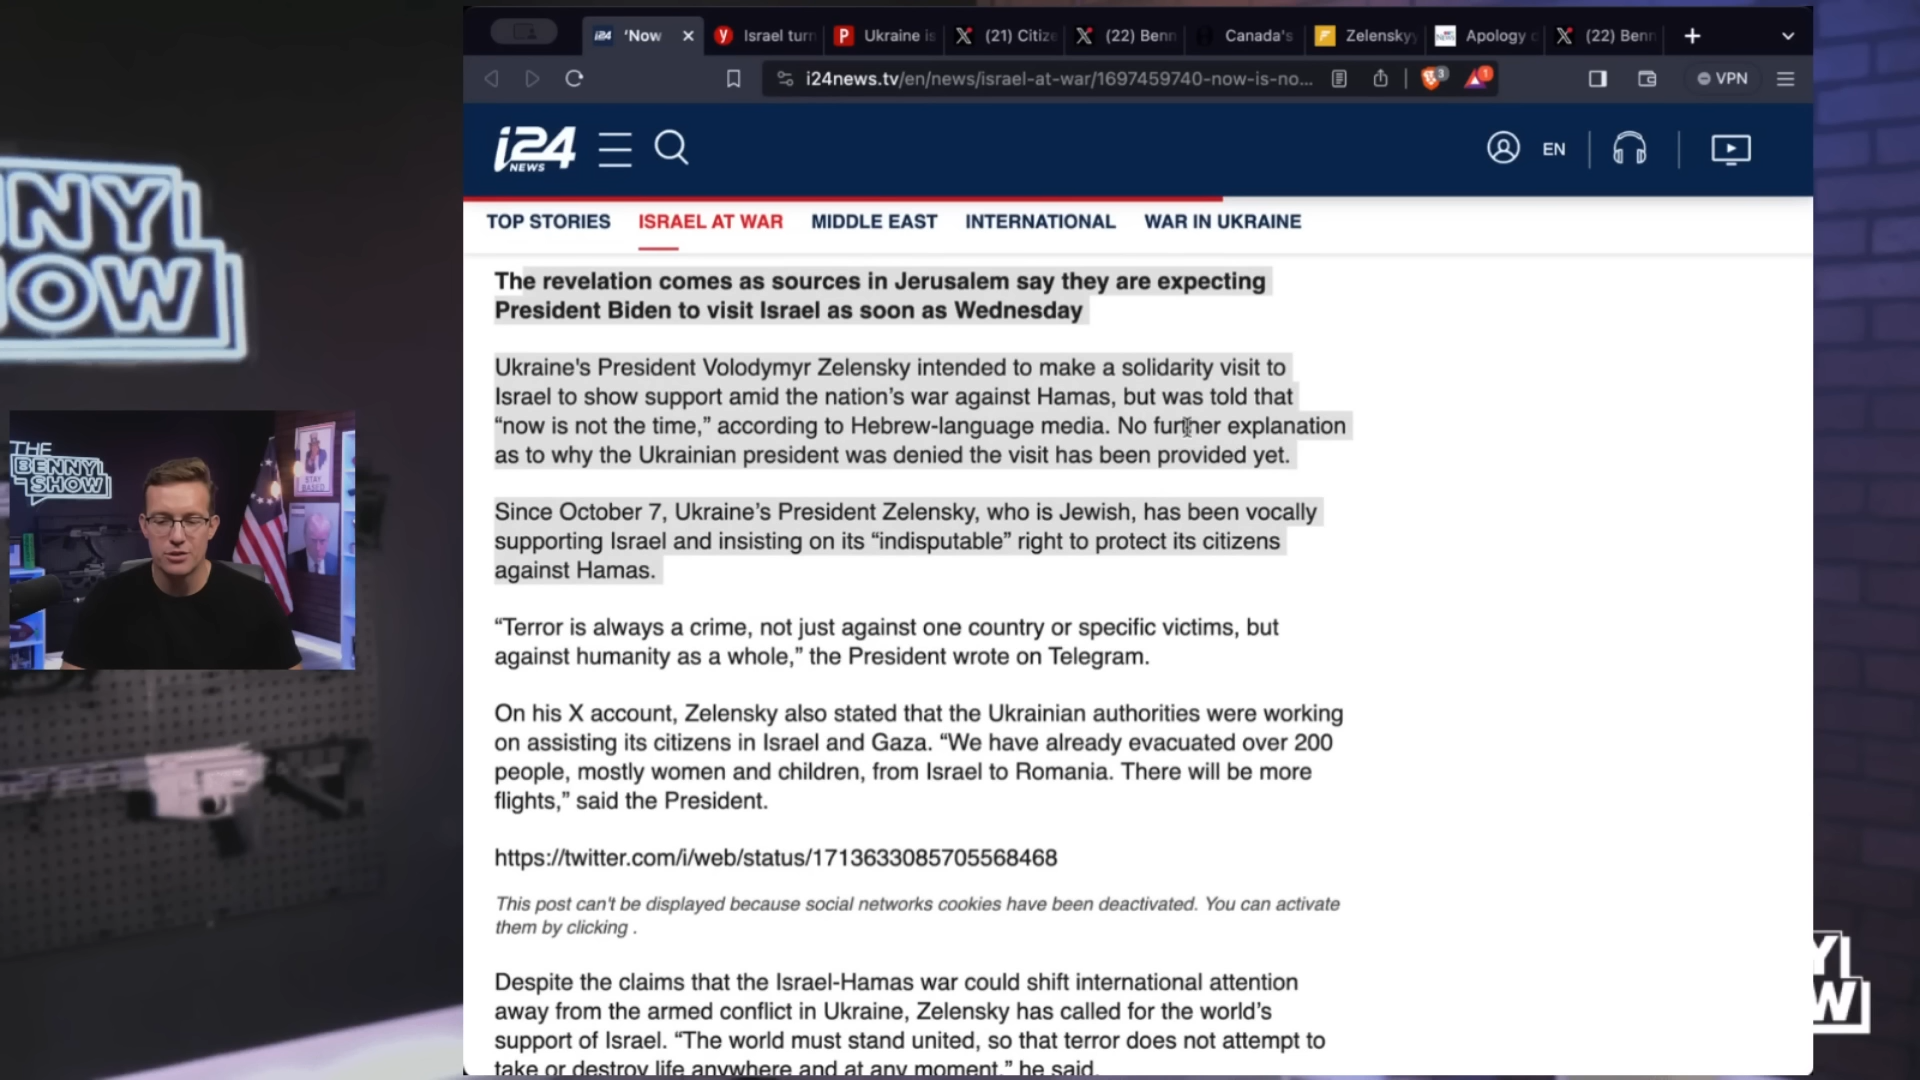 'Now
Israel turn
Ukraine is
(21) Citize
(22) Benn
Canada's
Zelensky
Apology
(22) Benn
i24news.tv/en/news/israel-at-war/1697459740-now-is-no...
3
1
VPN
i24
NEWS
EN
TOP STORIES
ISRAEL AT WAR
MIDDLE EAST
INTERNATIONAL
WAR IN UKRAINE
The revelation comes as sources in Jerusalem say they are expecting
President Biden to visit Israel as soon as Wednesday
Ukraine’s President Volodymyr Zelensky intended to make a solidarity visit to
Israel to show support amid the nation’s war against Hamas, but was told that
“now is not the time,” according to Hebrew-language media. No further explanation
as to why the Ukrainian president was denied the visit has been provided yet.
Since October 7, Ukraine’s President Zelensky, who is Jewish, has been vocally
supporting Israel and insisting on its “indisputable” right to protect its citizens
against Hamas.
“Terror is always a crime, not just against one country or specific victims, but
against humanity as a whole,” the President wrote on Telegram.
On his X account, Zelensky also stated that the Ukrainian authorities were working
on assisting its citizens in Israel and Gaza. “We have already evacuated over 200
people, mostly women and children, from Israel to Romania. There will be more
flights,” said the President.
https://twitter.com/i/web/status/1713633085705568468
This post can't be displayed because social networks cookies have been deactivated. You can activate
them by clicking .
Despite the claims that the Israel-Hamas war could shift international attention
away from the armed conflict in Ukraine, Zelensky has called for the world’s
support of Israel. “The world must stand united, so that terror does not attempt to
take or destroy life anywhere and at any moment,” he said.
NNY
HOW
THE
BENNY
SHOW
STAY
BASED
Y
W